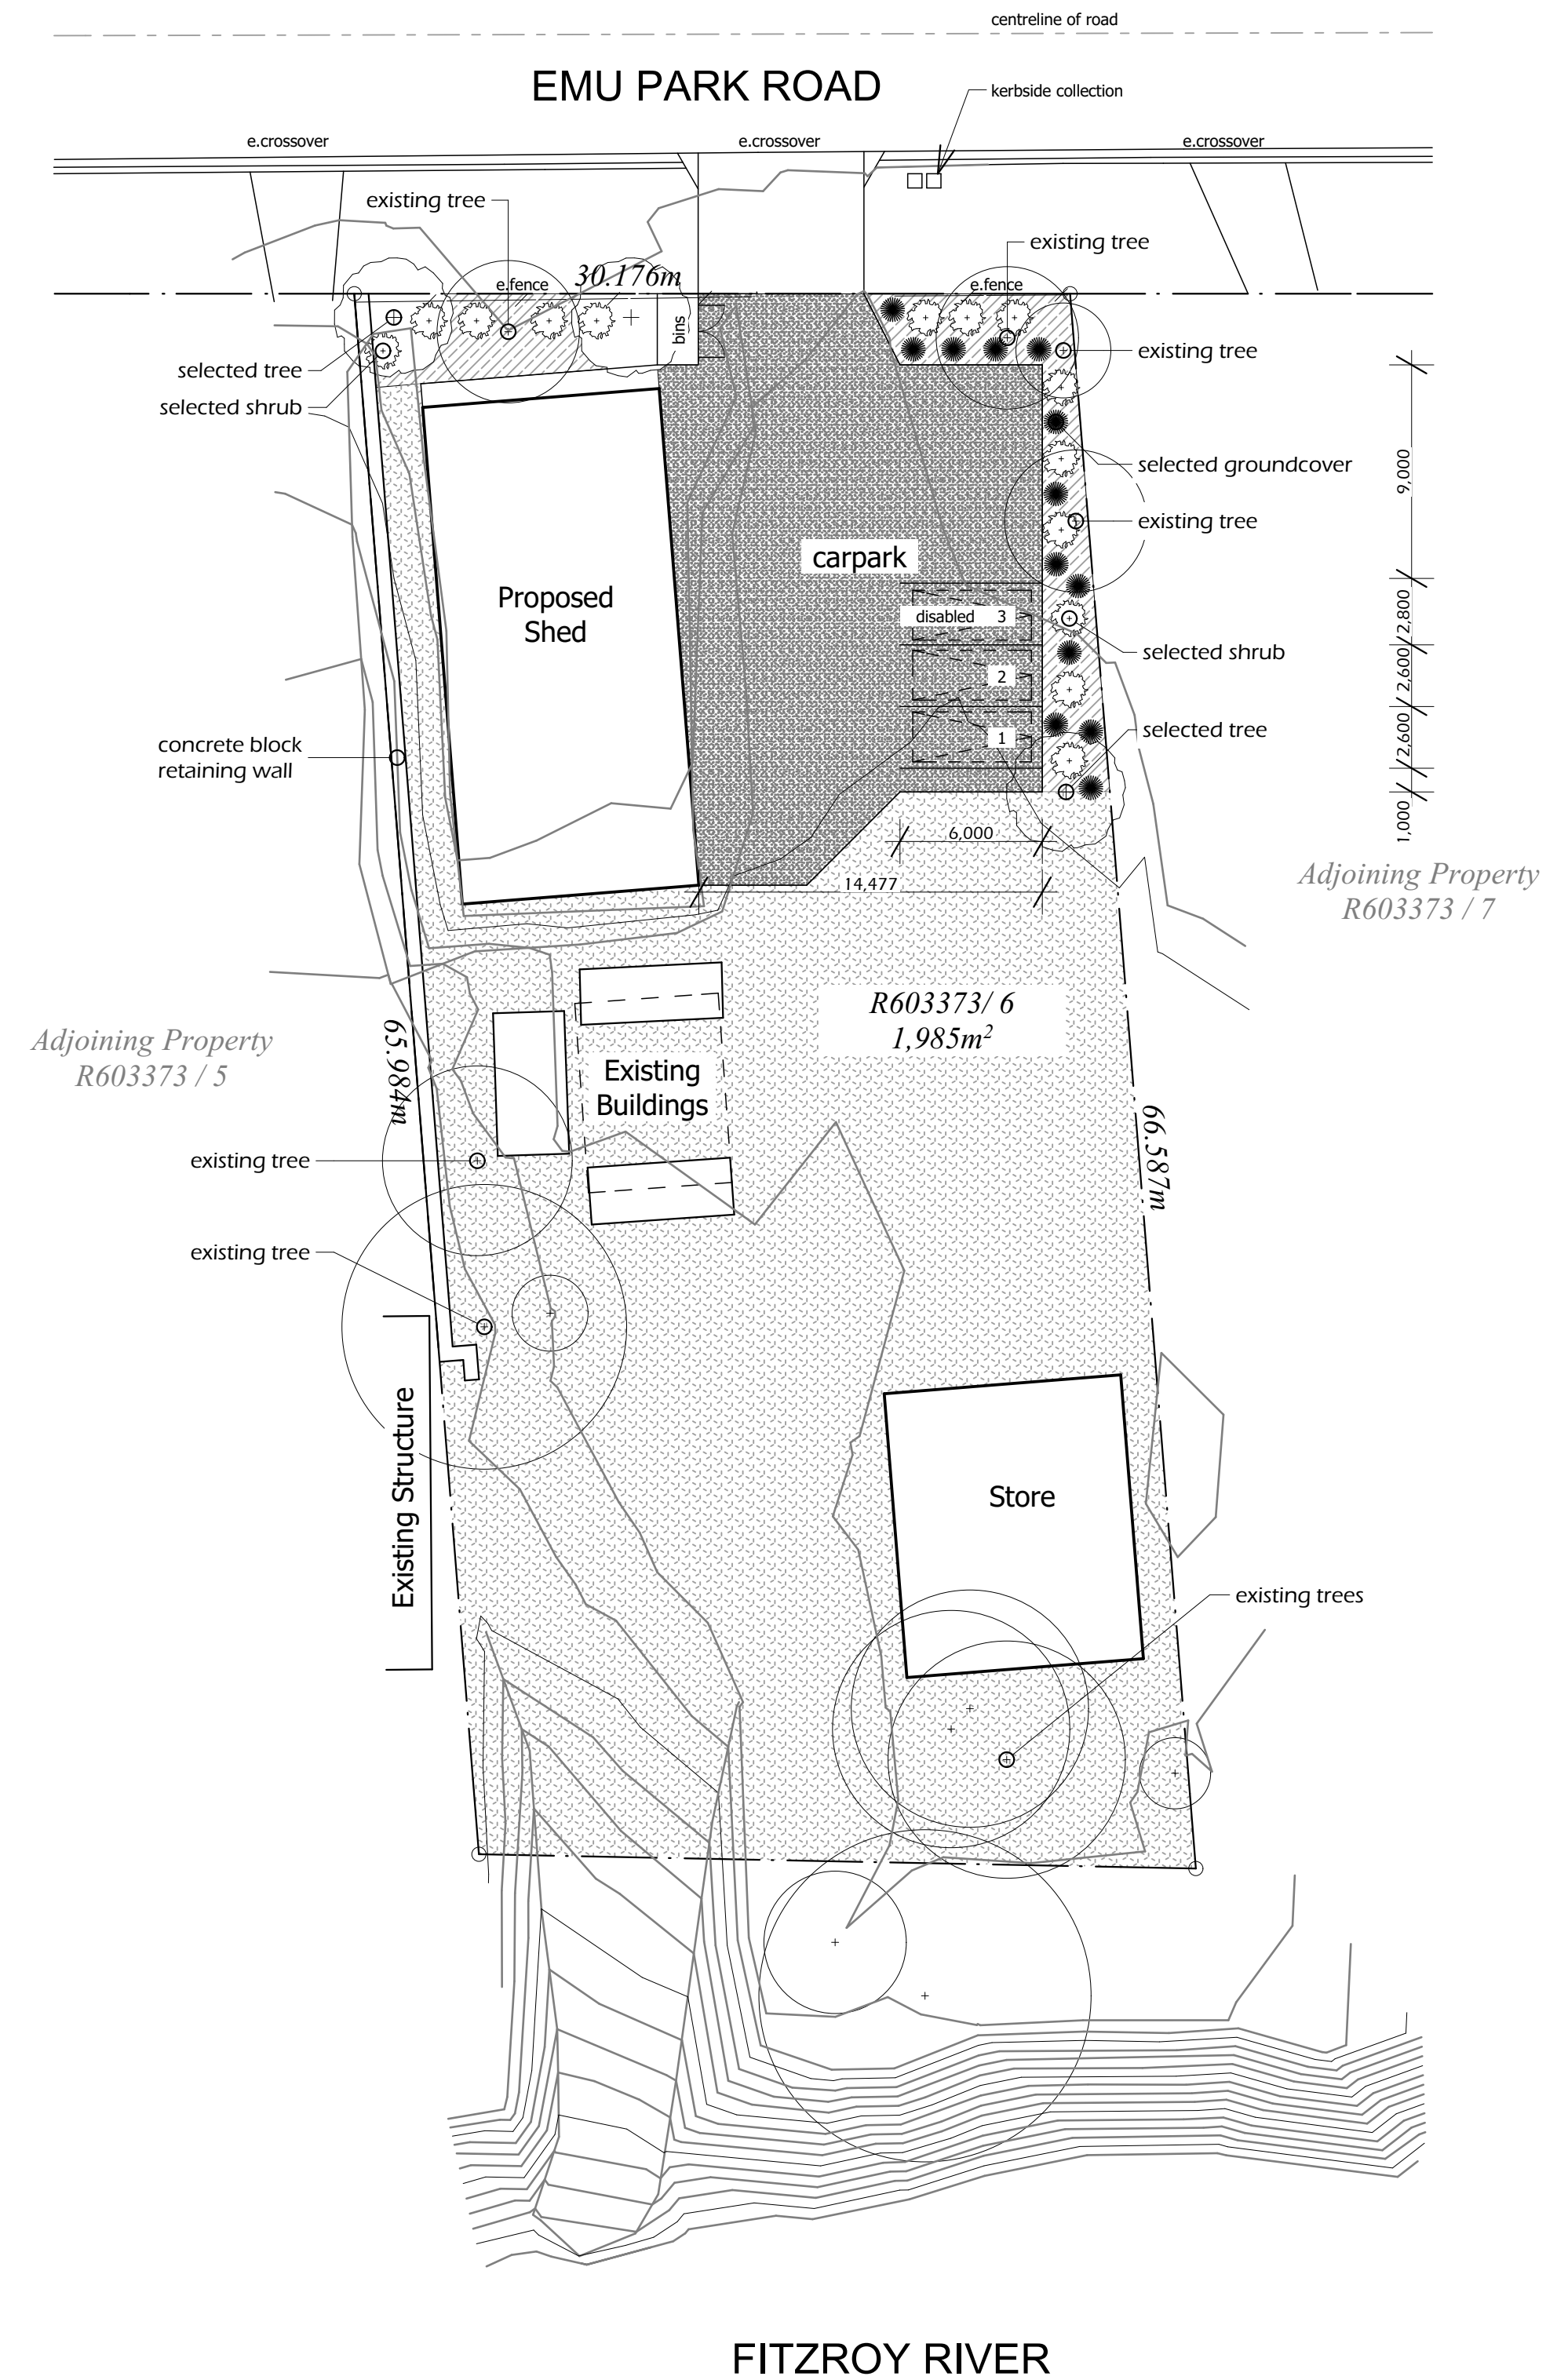 centreline of road
EMU PARK ROAD
kerbside collection
e.crossover
e.crossover
e.crossover
existing tree
existing tree
30.176m
e.fence
e.fence
bins
existing tree
selected tree
selected shrub
9,000
selected groundcover
existing tree
carpark
Proposed
Shed
disabled 3
2,800
selected shrub
2
2,600
selected tree
1
2,600
concrete block
retaining wall
1,000
6,000
14,477
Adjoining Property
R603373 / 7
R603373/ 6
1,985m²
Adjoining Property
R603373 / 5
65.984m
Existing
Buildings
66.587m
existing tree
existing tree
Existing Structure
Store
existing trees
FITZROY RIVER